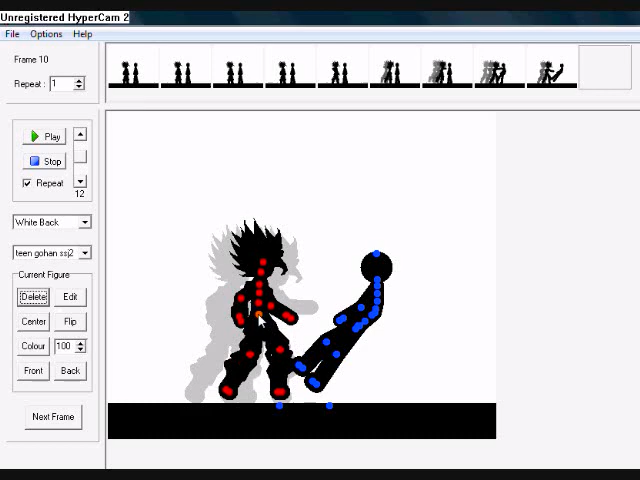 Unregistered HyperCam 2
File Options Help
Frame 10
Repeat : 1
Play
Stop
Repeat
12
White Back
teen gohan ssj2
Current Figure
Delete Edit
Center Flip
Colour 100
Front Back
Next Frame